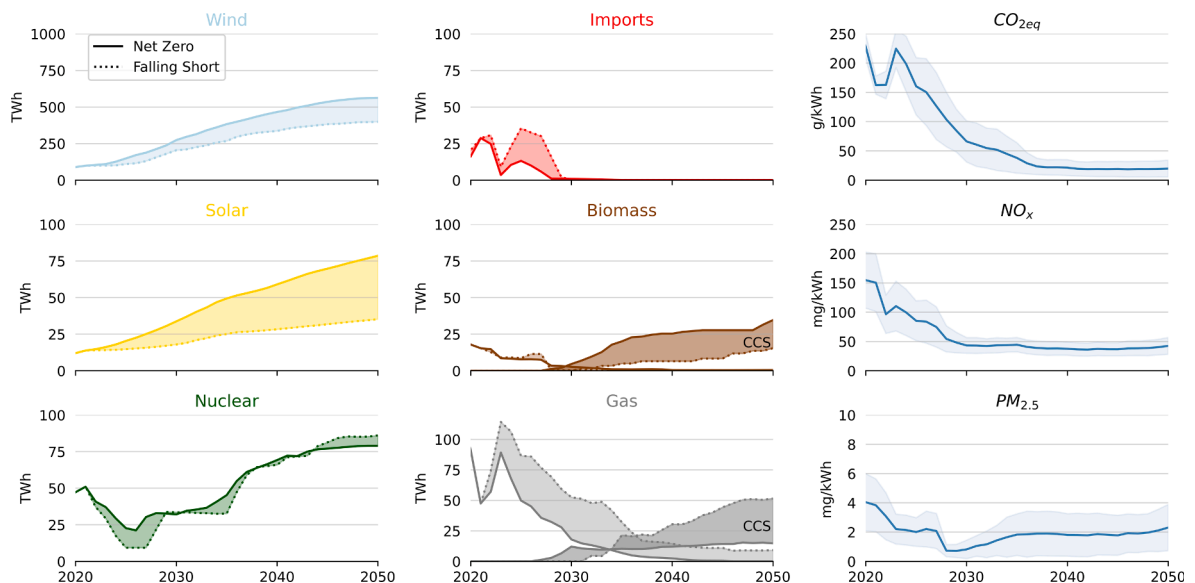 Wind
1000
750
500
250
0
TWh
Net Zero
Falling Short
Imports
100
75
50
25
0
TWh
CO2eq
250
200
150
100
50
0
g/kWh
Solar
100
75
50
25
0
TWh
Biomass
100
75
50
25
0
TWh
CCS
NOx
250
200
150
100
50
0
mg/kWh
Nuclear
100
75
50
25
0
TWh
2020 2030 2040 2050
Gas
100
75
50
25
0
TWh
CCS
2020 2030 2040 2050
PM2.5
10
8
6
4
2
0
mg/kWh
2020 2030 2040 2050